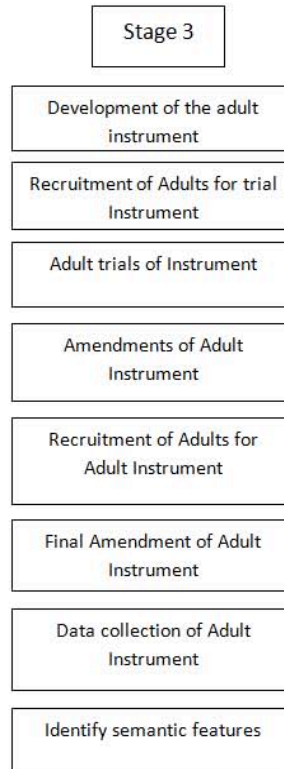 Stage 3
Development of the adult
instrument
Recruitment of Adults for trial
Instrument
Adult trials of Instrument
Amendments of Adult
Instrument
Recruitment of Adults for
Adult Instrument
Final Amendment of Adult
Instrument
Data collection of Adult
Instrument
Identify semantic features